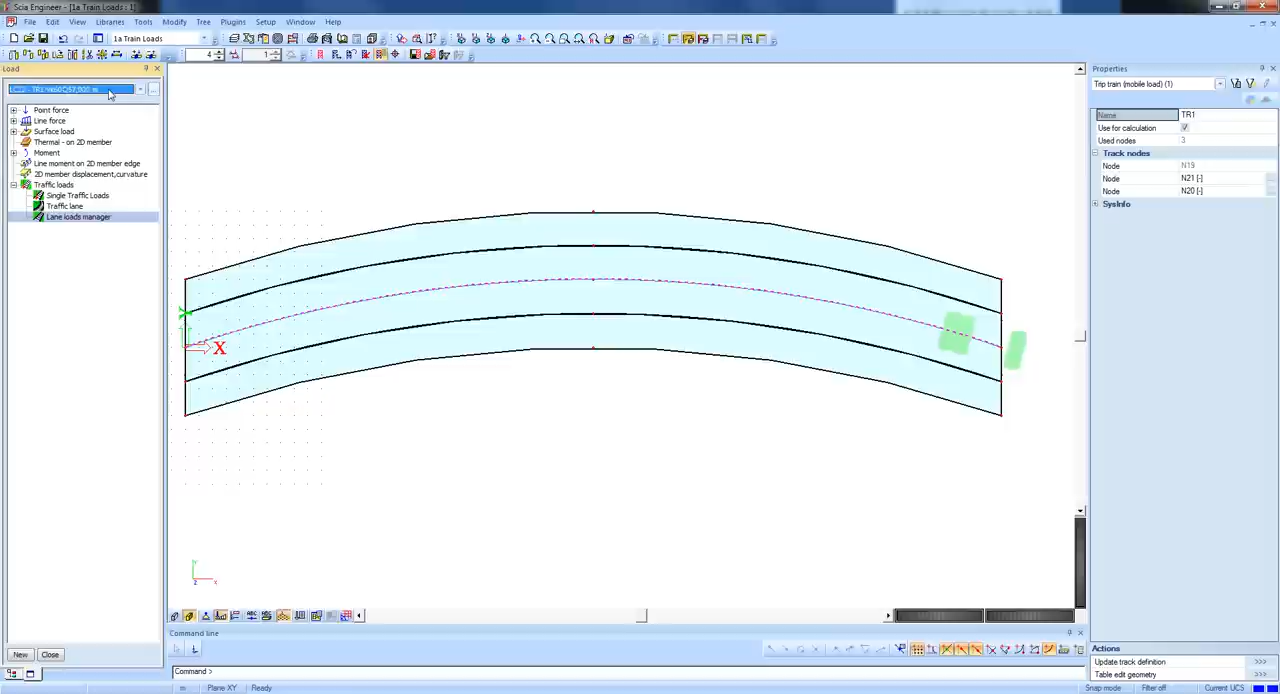 Scia Engineer - [1a Train Loads : 1]
File Edit View Libraries Tools Modify Tree Plugins Setup Window Help
1a Train Loads
4 1
Load
Point force
Line force
Surface load
Thermal - on 2D member
Moment
Line moment on 2D member edge
2D member displacement,curvature
Traffic loads
Single Traffic Loads
Traffic lane
Lane loads manager
X
Y
Z X
New Close
Command line
Command >
m Plane XY Ready Snap mode Filter off Current UCS
Properties
Trip train (mobile load) (1)
Name TR1
Use for calculation
Used nodes 3
Track nodes
Node N19
Node N21 [-]
Node N20 [-]
SysInfo
Actions
Update track definition >>>
Table edit geometry >>>